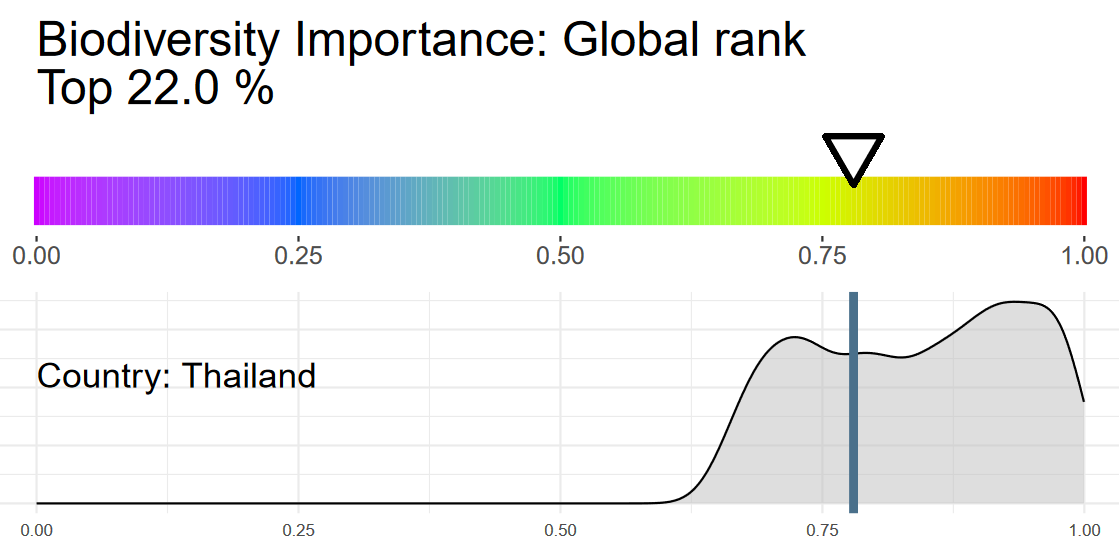 Biodiversity Importance: Global rank
Top 22.0 %
0.00 0.25 0.50 0.75 1.00
Country: Thailand
0.00 0.25 0.50 0.75 1.00